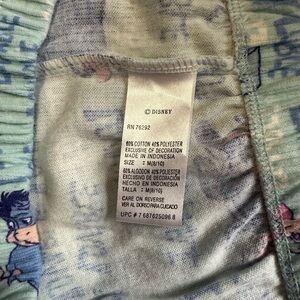 © DISNEY
RN 76292
60% COTTON 40% POLYESTER
EXCLUSIVE OF DECORATION
MADE IN INDONESIA
SIZE : M(8/10)
60% ALGODON 40% POLIESTER
EXCLUSIVO DE DECORACIÓN
HECHO EN INDONESIA
TALLA : M(8/10)
CARE ON REVERSE
VER AL DORSO PARA CUIDADO
UPC # 7 687625096 8